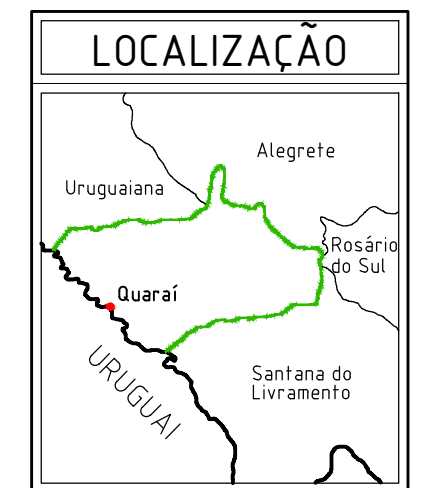 LOCALIZAÇÃO
Alegrete
Uruguaiana
Rosário
do Sul
Quaraí
URUGUAI
Santana do
Livramento